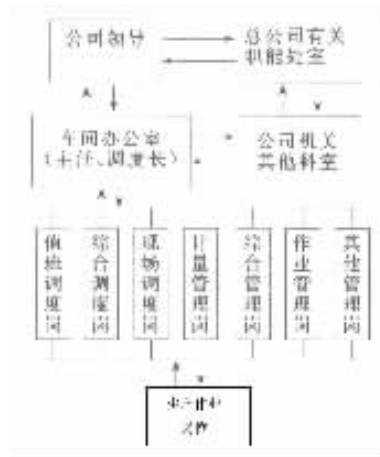 公司领导
总公司有关
职能处室
车间办公室
(主任、调度长)
公司机关
其他科室
值班调度岗
综合调度岗
现场调度岗
计量管理岗
综合管理岗
作业管理岗
其他管理岗